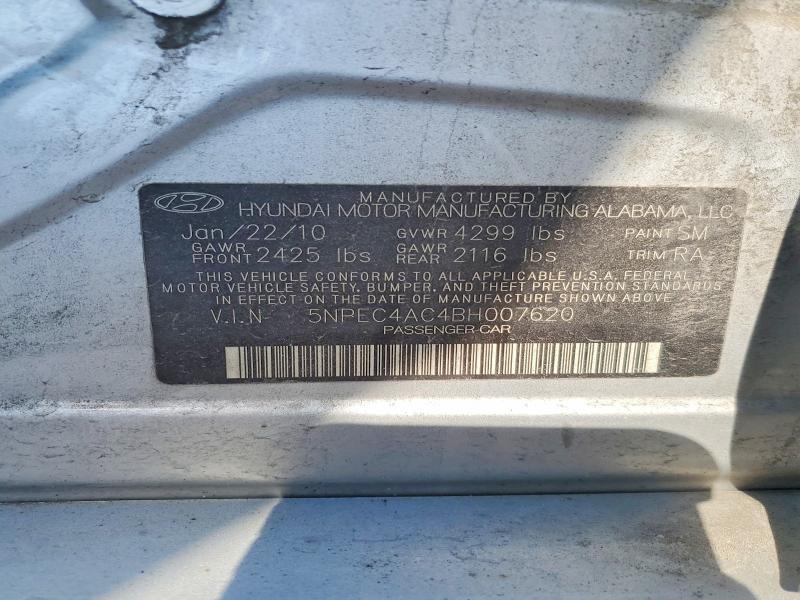 MANUFACTURED BY
HYUNDAI MOTOR MANUFACTURING ALABAMA, LLC
Jan/22/10 GVWR 4299 lbs PAINT SM
GAWR FRONT 2425 lbs GAWR REAR 2116 lbs TRIM RA
THIS VEHICLE CONFORMS TO ALL APPLICABLE U.S.A. FEDERAL
MOTOR VEHICLE SAFETY, BUMPER, AND THEFT PREVENTION STANDARDS
IN EFFECT ON THE DATE OF MANUFACTURE SHOWN ABOVE.
V.I.N- 5NPEC4AC4BH007620
PASSENGER-CAR